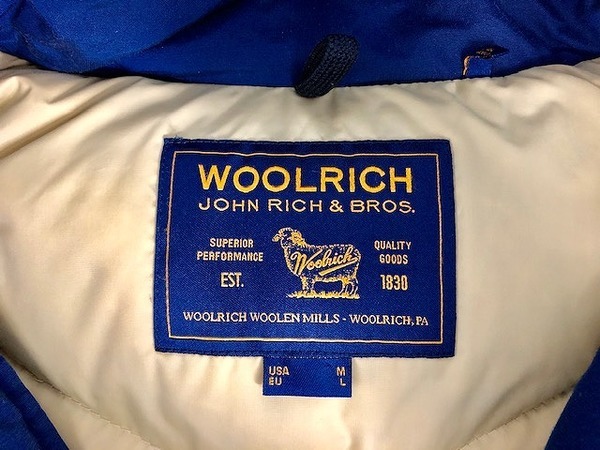 WOOLRICH
JOHN RICH & BROS.
SUPERIOR PERFORMANCE
QUALITY GOODS
Woolrich
EST. 1830
WOOLRICH WOOLEN MILLS - WOOLRICH, PA
USA M
EU L